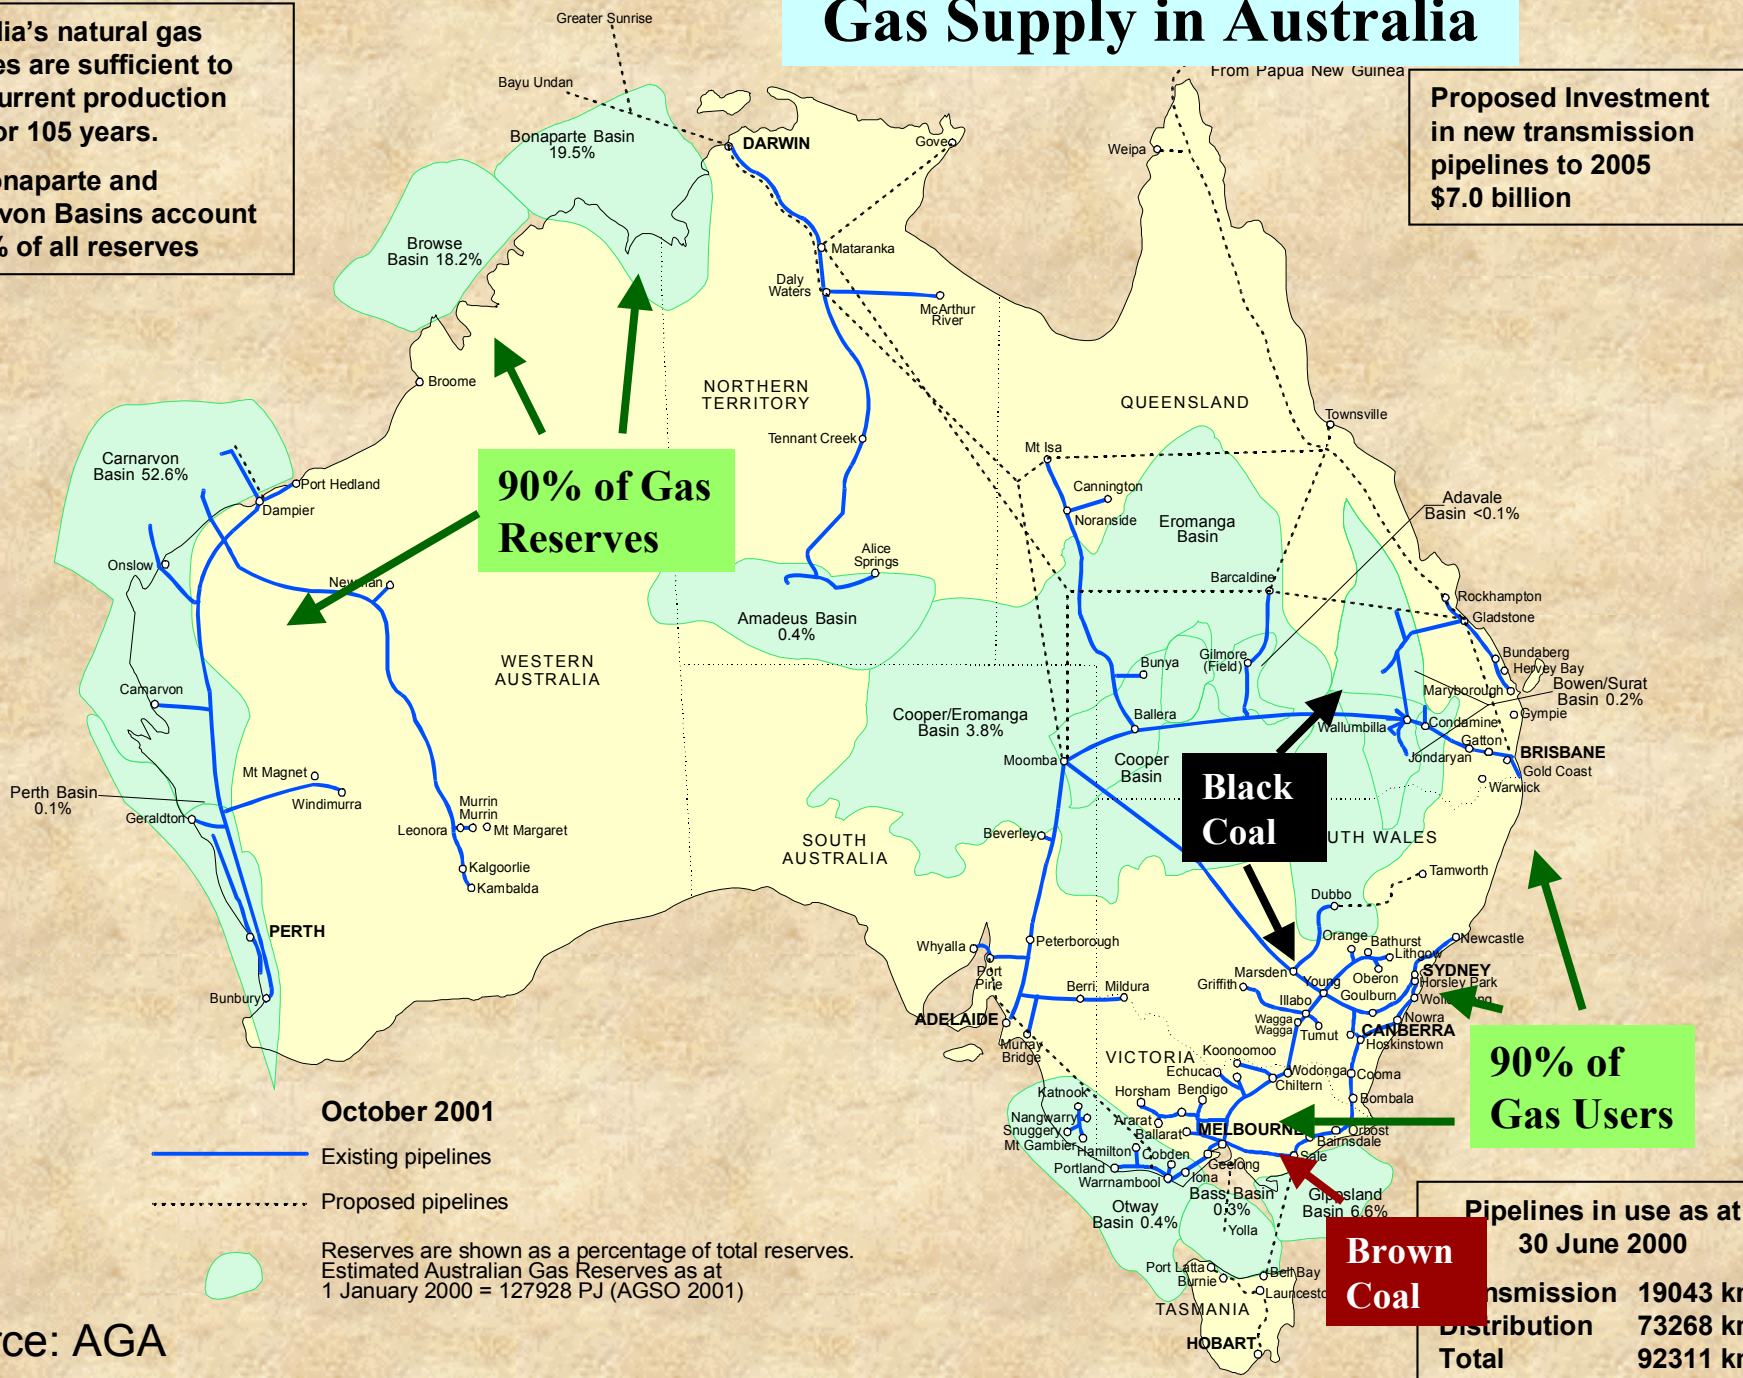 Gas Supply in Australia
lia's natural gas
es are sufficient to
urrent production
or 105 years.
onaparte and
von Basins account
% of all reserves
Proposed Investment
in new transmission
pipelines to 2005
$7.0 billion
Greater Sunrise
Bayu Undan
From Papua New Guinea
Bonaparte Basin
19.5%
DARWIN
Gove
Weipa
Browse
Basin 18.2%
Mataranka
Daly
Waters
McArthur
River
Broome
NORTHERN
TERRITORY
QUEENSLAND
Townsville
Tennant Creek
Mt Isa
Carnarvon
Basin 52.6%
Port Hedland
Dampier
90% of Gas
Reserves
Cannington
Noranside
Eromanga
Basin
Adavale
Basin <0.1%
Onslow
Newman
Alice
Springs
Barcaldine
Rockhampton
Gladstone
Amadeus Basin
0.4%
WESTERN
AUSTRALIA
Bunya
Gilmore
(Field)
Bundaberg
Hervey Bay
Maryborough
Bowen/Surat
Basin 0.2%
Carnarvon
Cooper/Eromanga
Basin 3.8%
Ballera
Wallumbilla
Condamine
Gympie
Gatton
Jondaryan
BRISBANE
Gold Coast
Warwick
Moomba
Cooper
Basin
Black
Coal
Mt Magnet
Windimurra
Perth Basin
0.1%
Geraldton
Murrin
Murrin
Leonora
Mt Margaret
Beverley
SOUTH
AUSTRALIA
UTH WALES
Kalgoorlie
Kambalda
Tamworth
Dubbo
PERTH
Whyalla
Peterborough
Orange
Bathurst
Lithgow
Newcastle
Port
Pirie
Marsden
Oberon
SYDNEY
Horsley Park
Bunbury
Berri
Mildura
Griffith
Young
Goulburn
Illabo
Nowra
ADELAIDE
Murray
Bridge
Wagga
Wagga
Tumut
CANBERRA
Hoskinstown
VICTORIA
Koonoomoo
Echuca
Wodonga
Chiltern
Cooma
90% of
Gas Users
Katnook
Horsham
Bendigo
Bombala
October 2001
Nangwarry
Snuggery
Mt Gambier
Ararat
Ballarat
MELBOURNE
Orbost
Bairnsdale
Existing pipelines
Hamilton
Cobden
Geelong
Sale
Portland
Warrnambool
Iona
Proposed pipelines
Otway
Basin 0.4%
Bass Basin
0.3%
Yolla
Gippsland
Basin 6.6%
Brown
Coal
Pipelines in use as at
30 June 2000
nsmission 19043 km
Distribution 73268 km
Total 92311 km
Reserves are shown as a percentage of total reserves.
Estimated Australian Gas Reserves as at
1 January 2000 = 127928 PJ (AGSO 2001)
Port Latta
Burnie
Bell Bay
Launcesto
TASMANIA
HOBART
rce: AGA